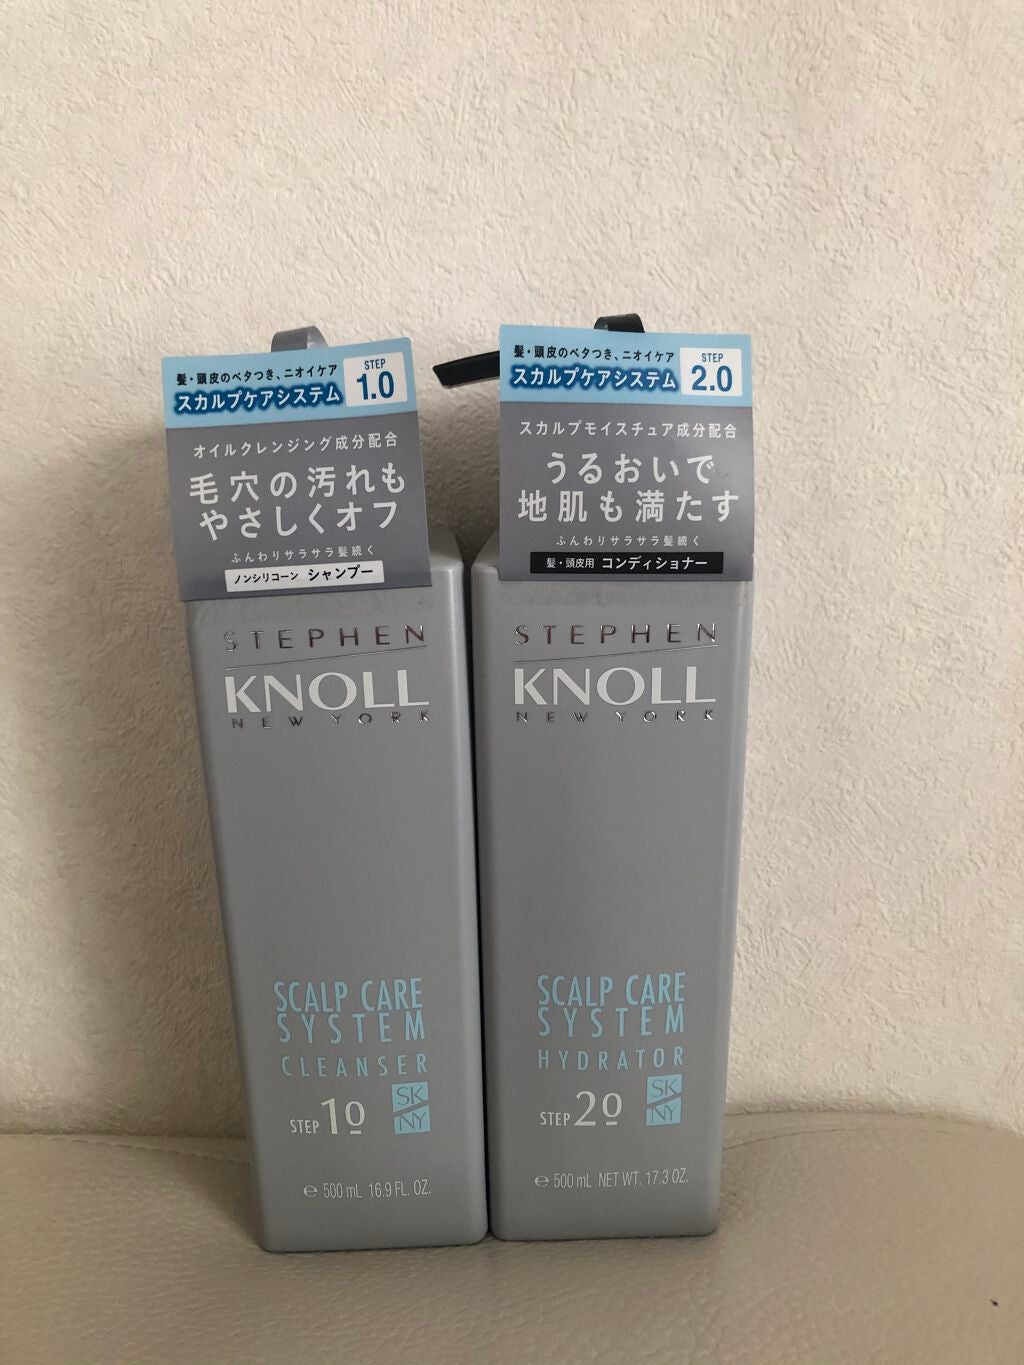 髪・頭皮のベタつき、ニオイケア
スカルプケアシステム
STEP
1.0
オイルクレンジング成分配合
毛穴の汚れも
やさしくオフ
ふんわりサラサラ髪続く
ノンシリコーン シャンプー
STEPHEN
KNOLL
NEW YORK
SCALP CARE
SYSTEM
CLEANSER
STEP 1o
SK
NY
e 500 mL 16.9 FL. OZ.
髪・頭皮のベタつき、ニオイケア
スカルプケアシステム
STEP
2.0
スカルプモイスチュア成分配合
うるおいで
地肌も満たす
ふんわりサラサラ髪続く
髪・頭皮用 コンディショナー
STEPHEN
KNOLL
NEW YORK
SCALP CARE
SYSTEM
HYDRATOR
STEP 2o
SK
NY
e 500 mL NET WT. 17.3 OZ.